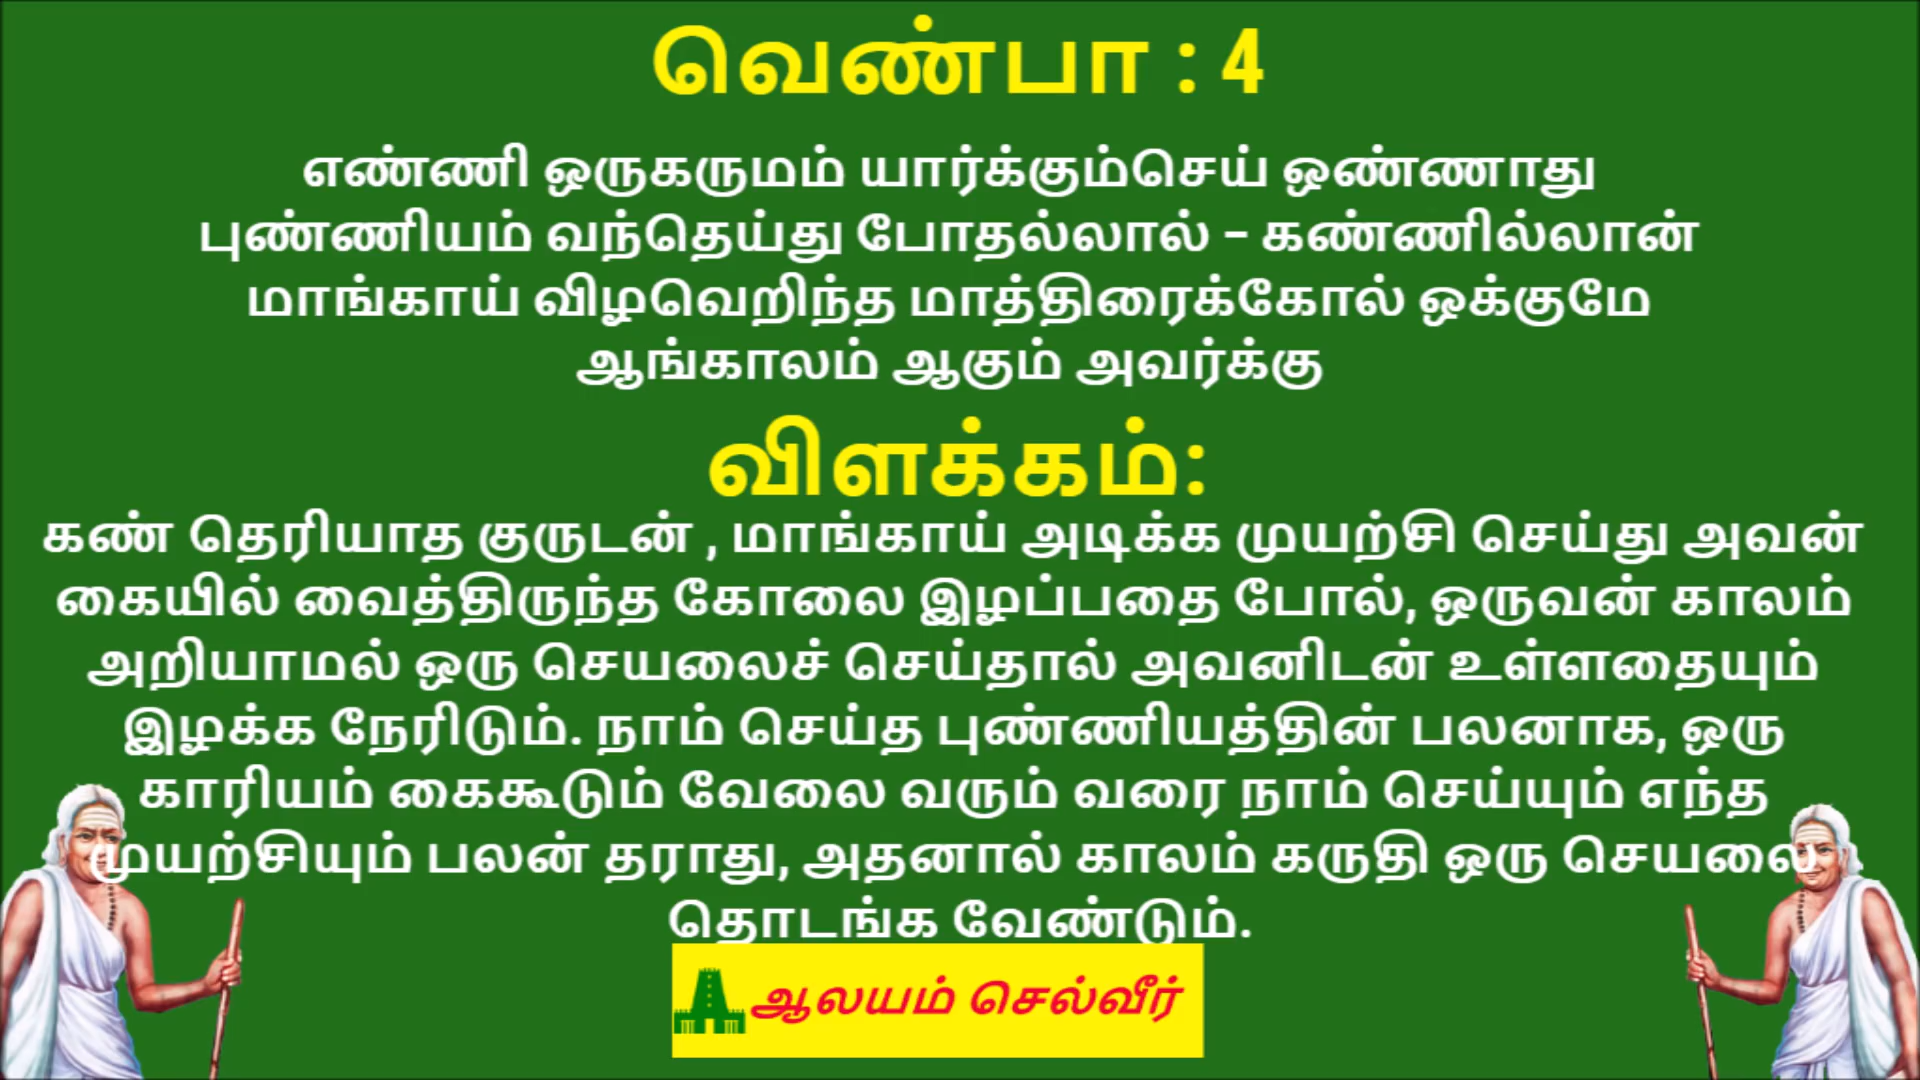 வெண்பா : 4
எண்ணி ஒருகருமம் யார்க்கும்செய் ஒண்ணாது
புண்ணியம் வந்தெய்து போதல்லால் – கண்ணில்லான்
மாங்காய் விழவெறிந்த மாத்திரைக்கோல் ஒக்குமே
ஆங்காலம் ஆகும் அவர்க்கு
விளக்கம்:
கண் தெரியாத குருடன் , மாங்காய் அடிக்க முயற்சி செய்து அவன்
கையில் வைத்திருந்த கோலை இழப்பதை போல், ஒருவன் காலம்
அறியாமல் ஒரு செயலைச் செய்தால் அவனிடன் உள்ளதையும்
இழக்க நேரிடும். நாம் செய்த புண்ணியத்தின் பலனாக, ஒரு
காரியம் கைகூடும் வேலை வரும் வரை நாம் செய்யும் எந்த
முயற்சியும் பலன் தராது, அதனால் காலம் கருதி ஒரு செயலை
தொடங்க வேண்டும்.
ஆலயம் செல்வீர்